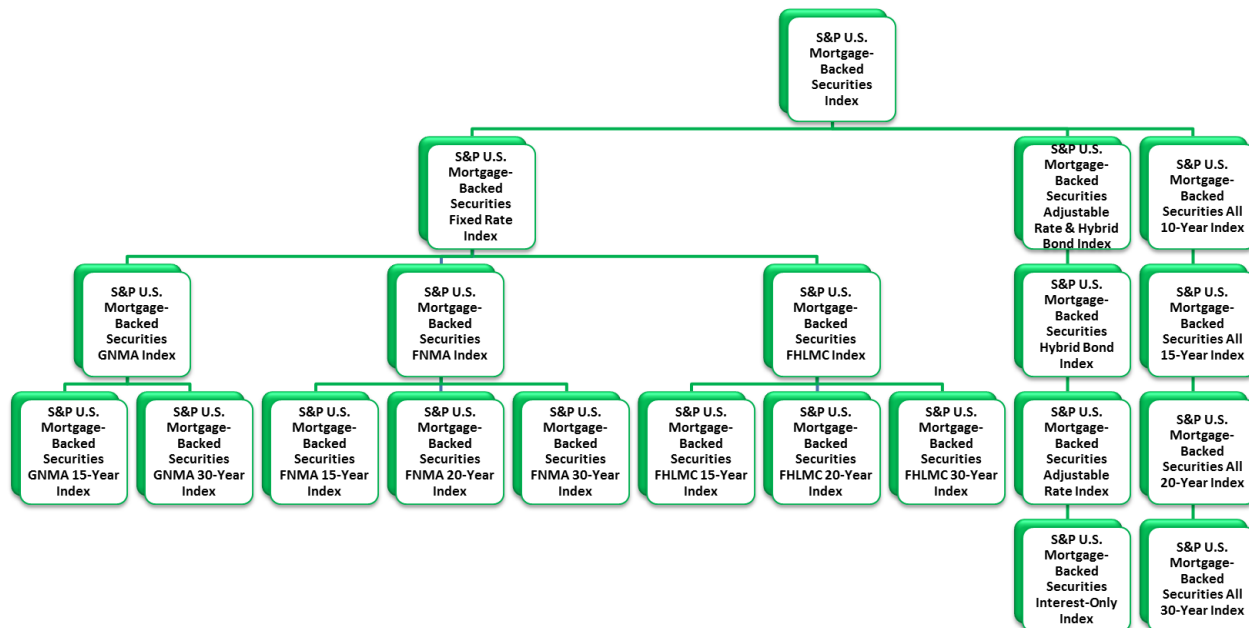 S&P U.S.
Mortgage-
Backed
Securities
Index
S&P U.S.
Mortgage-
Backed
Securities
Fixed Rate
Index
S&P U.S.
Mortgage-
Backed
Securities
Adjustable
Rate & Hybrid
Bond Index
S&P U.S.
Mortgage-
Backed
Securities All
10-Year Index
S&P U.S.
Mortgage-
Backed
Securities
GNMA Index
S&P U.S.
Mortgage-
Backed
Securities
FNMA Index
S&P U.S.
Mortgage-
Backed
Securities
FHLMC Index
S&P U.S.
Mortgage-
Backed
Securities
Hybrid Bond
Index
S&P U.S.
Mortgage-
Backed
Securities All
15-Year Index
S&P U.S.
Mortgage-
Backed
Securities
GNMA 15-Year
Index
S&P U.S.
Mortgage-
Backed
Securities
GNMA 30-Year
Index
S&P U.S.
Mortgage-
Backed
Securities
FNMA 15-Year
Index
S&P U.S.
Mortgage-
Backed
Securities
FNMA 20-Year
Index
S&P U.S.
Mortgage-
Backed
Securities
FNMA 30-Year
Index
S&P U.S.
Mortgage-
Backed
Securities
FHLMC 15-Year
Index
S&P U.S.
Mortgage-
Backed
Securities
FHLMC 20-Year
Index
S&P U.S.
Mortgage-
Backed
Securities
FHLMC 30-Year
Index
S&P U.S.
Mortgage-
Backed
Securities
Adjustable
Rate Index
S&P U.S.
Mortgage-
Backed
Securities All
20-Year Index
S&P U.S.
Mortgage-
Backed
Securities
Interest-Only
Index
S&P U.S.
Mortgage-
Backed
Securities All
30-Year Index